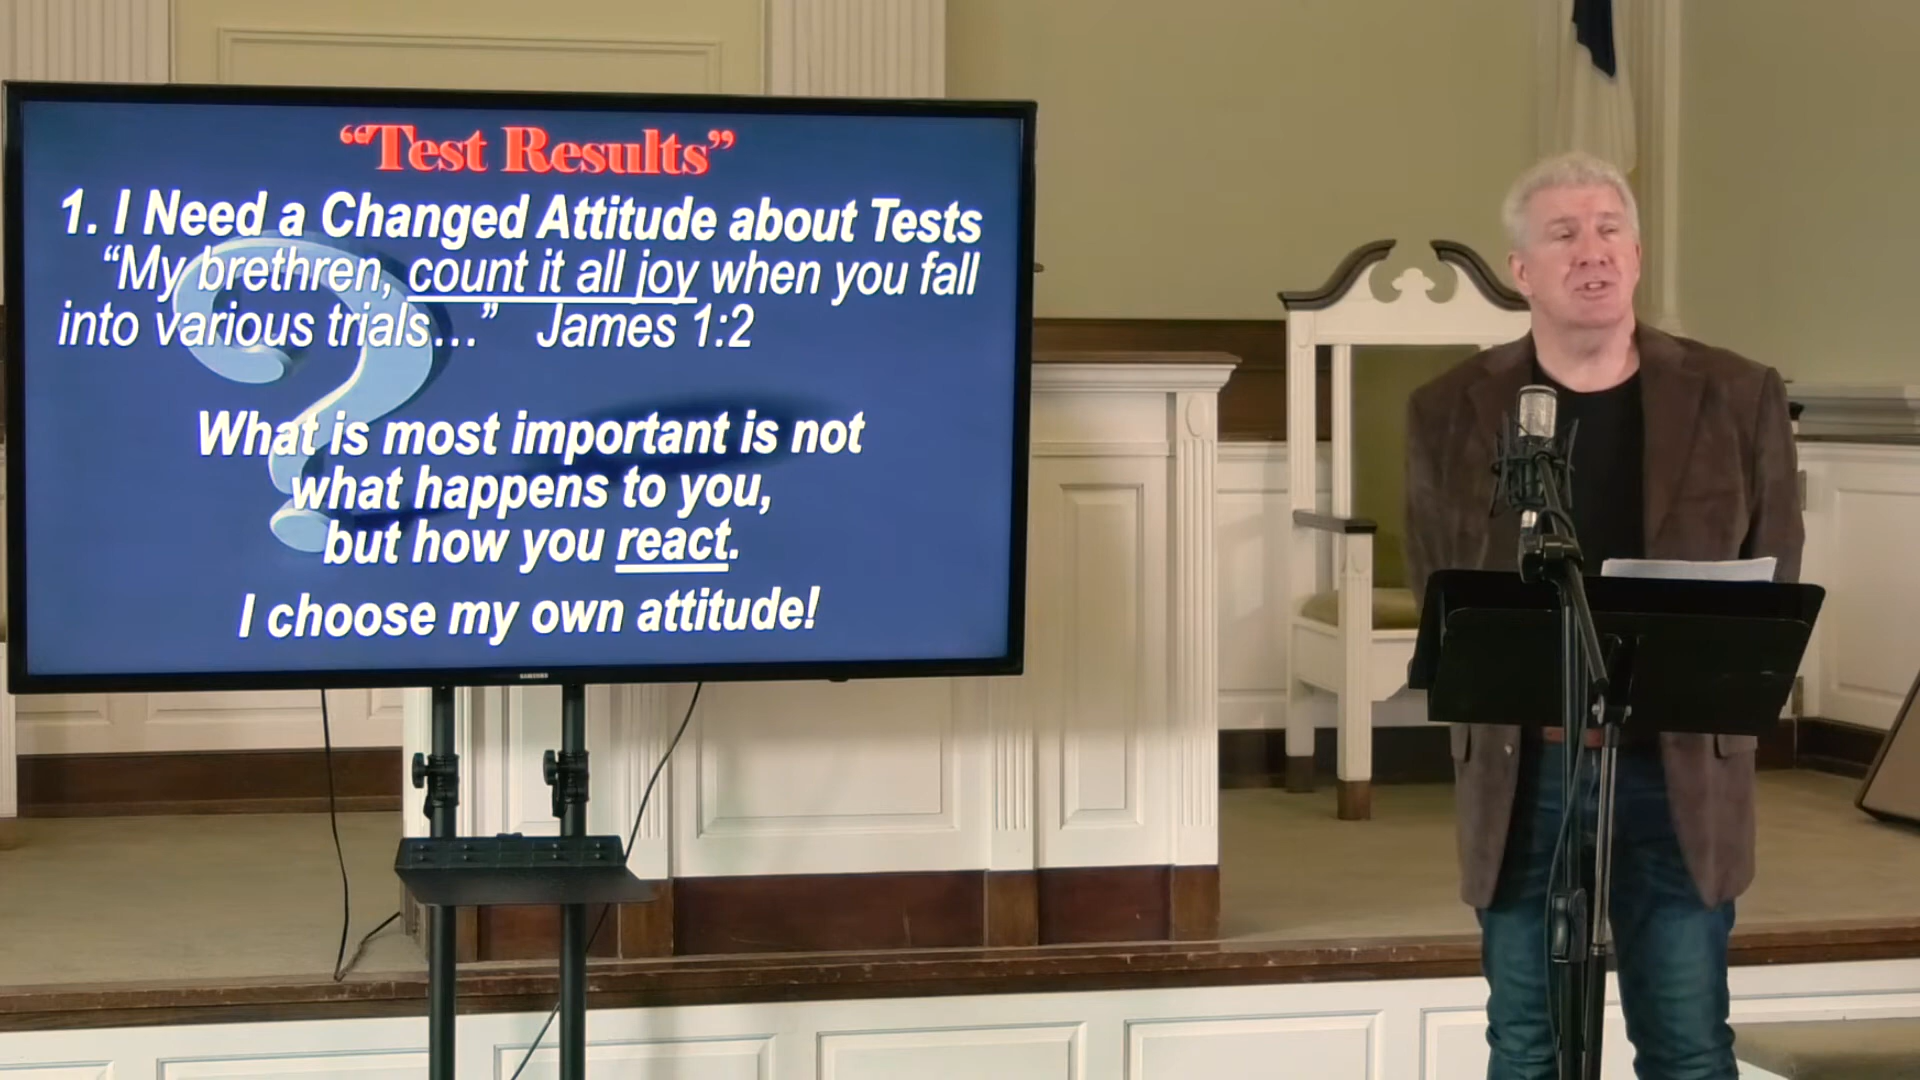 “Test Results”
1. I Need a Changed Attitude about Tests
“My brethren, count it all joy when you fall
into various trials...” James 1:2
What is most important is not
what happens to you,
but how you react.
I choose my own attitude!
SAMSUNG